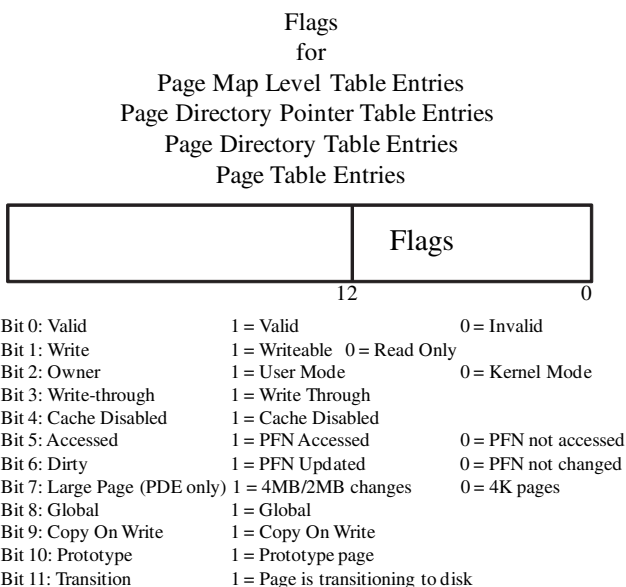 Flags
for
Page Map Level Table Entries
Page Directory Pointer Table Entries
Page Directory Table Entries
Page Table Entries
Flags
12 0
Bit 0: Valid 1 = Valid 0 = Invalid
Bit 1: Write 1 = Writeable 0 = Read Only
Bit 2: Owner 1 = User Mode 0 = Kernel Mode
Bit 3: Write-through 1 = Write Through
Bit 4: Cache Disabled 1 = Cache Disabled
Bit 5: Accessed 1 = PFN Accessed 0 = PFN not accessed
Bit 6: Dirty 1 = PFN Updated 0 = PFN not changed
Bit 7: Large Page (PDE only) 1 = 4MB/2MB changes 0 = 4K pages
Bit 8: Global 1 = Global
Bit 9: Copy On Write 1 = Copy On Write
Bit 10: Prototype 1 = Prototype page
Bit 11: Transition 1 = Page is transitioning to disk